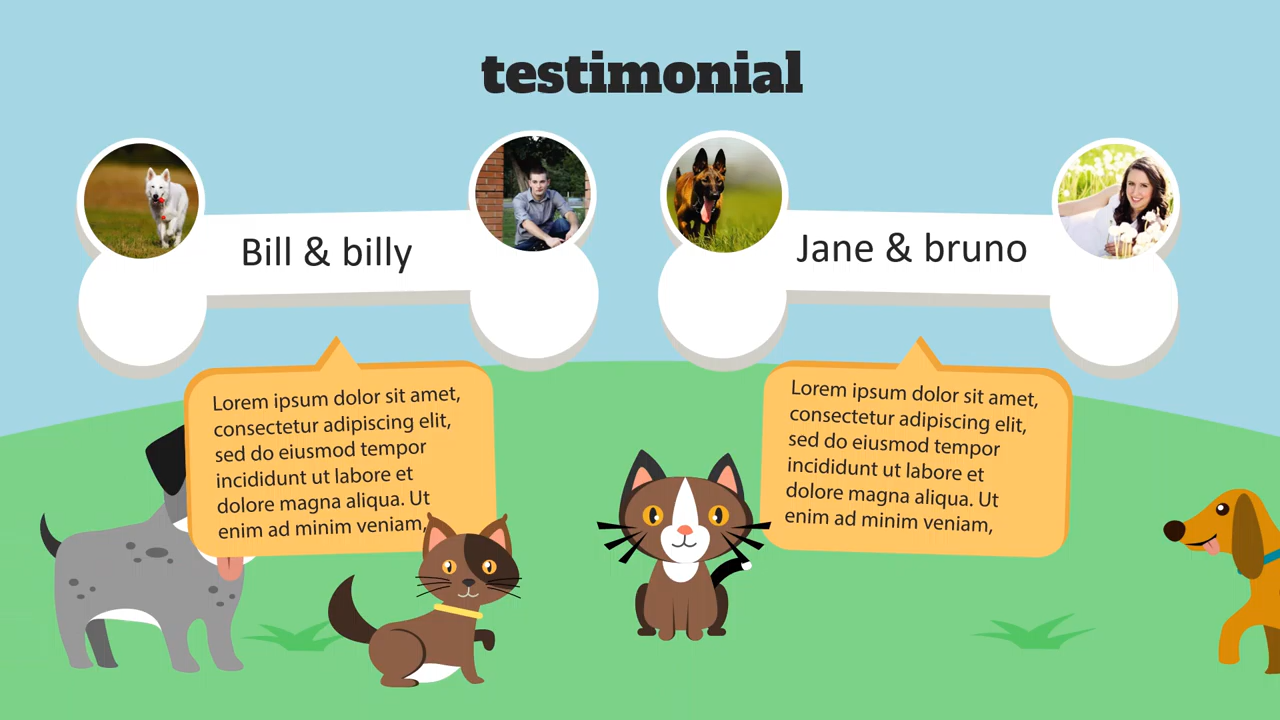 testimonial
Bill & billy
Jane & bruno
Lorem ipsum dolor sit amet,
consectetur adipiscing elit,
sed do eiusmod tempor
incididunt ut labore et
dolore magna aliqua. Ut
enim ad minim veniam,
Lorem ipsum dolor sit amet,
consectetur adipiscing elit,
sed do eiusmod tempor
incididunt ut labore et
dolore magna aliqua. Ut
enim ad minim veniam,